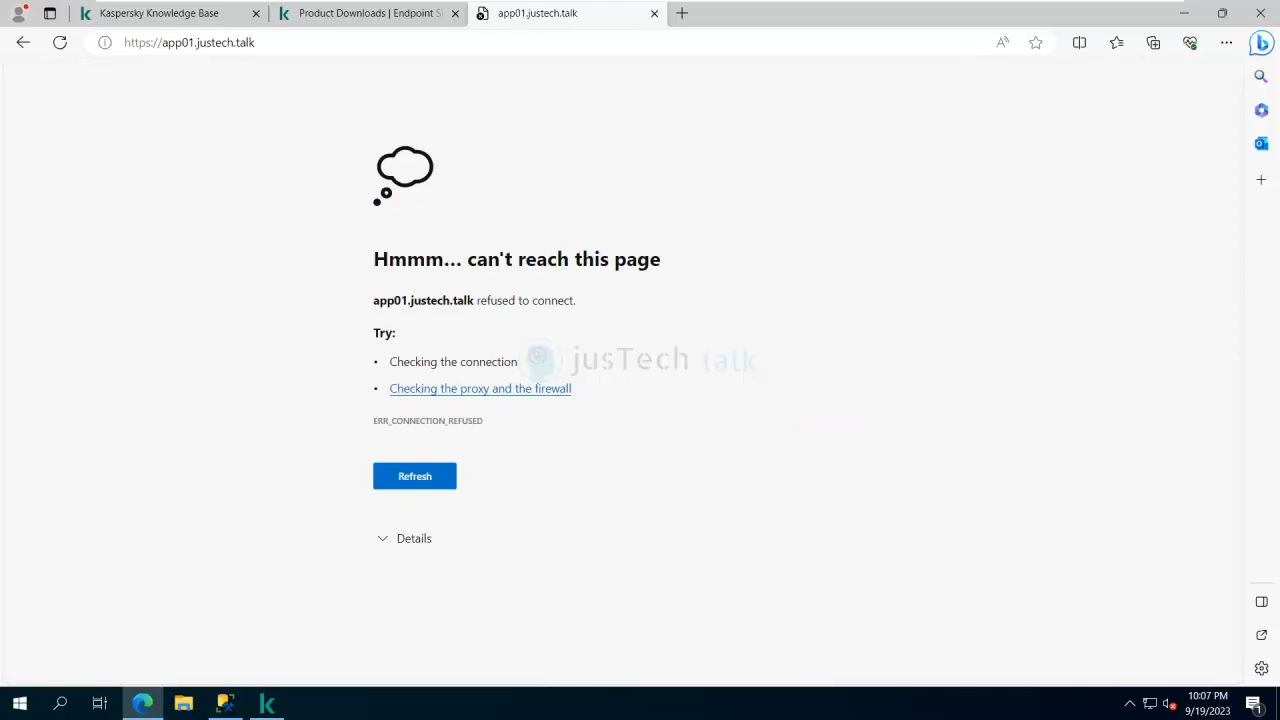 Kaspersky Knowledge Base
Product Downloads | Endpoint S
app01.justech.talk
https://app01.justech.talk
Hmmm... can't reach this page
app01.justech.talk refused to connect.
Try:
• Checking the connection
jusTech talk
• Checking the proxy and the firewall
ERR_CONNECTION_REFUSED
Refresh
Details
10:07 PM
9/19/2023
1